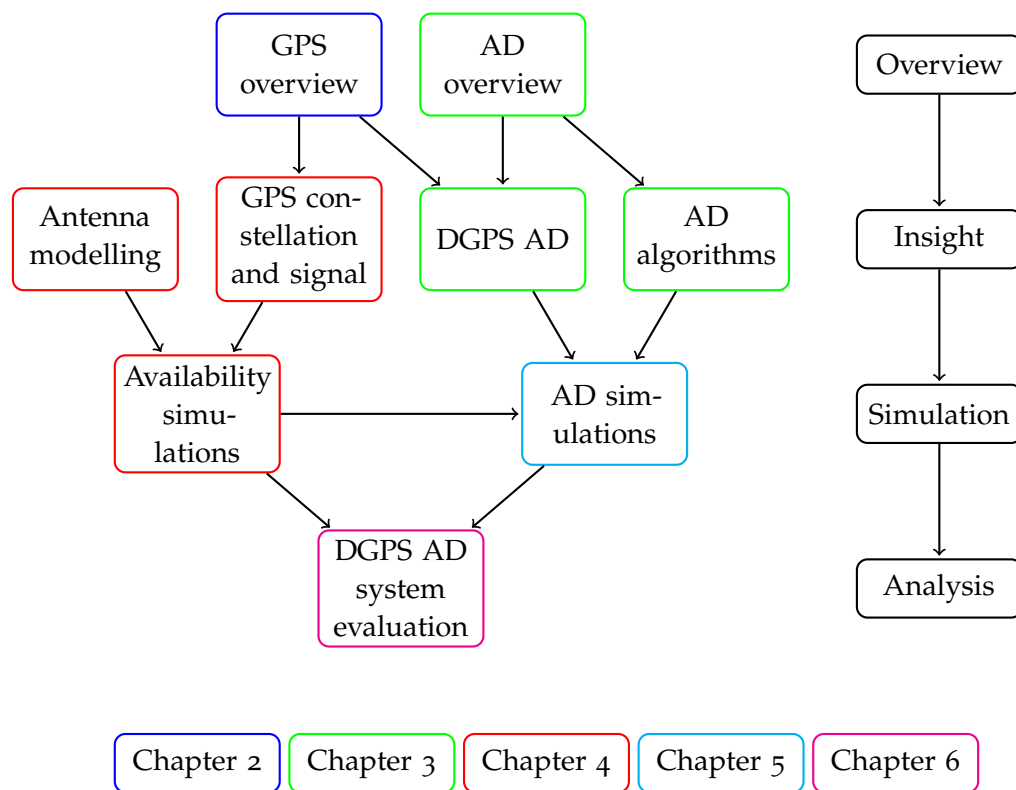 GPS
overview
AD
overview
Overview
Antenna
modelling
GPS con-
stellation
and signal
DGPS AD
AD
algorithms
Insight
Availability
simu-
lations
AD sim-
ulations
Simulation
DGPS AD
system
evaluation
Analysis
Chapter 2
Chapter 3
Chapter 4
Chapter 5
Chapter 6